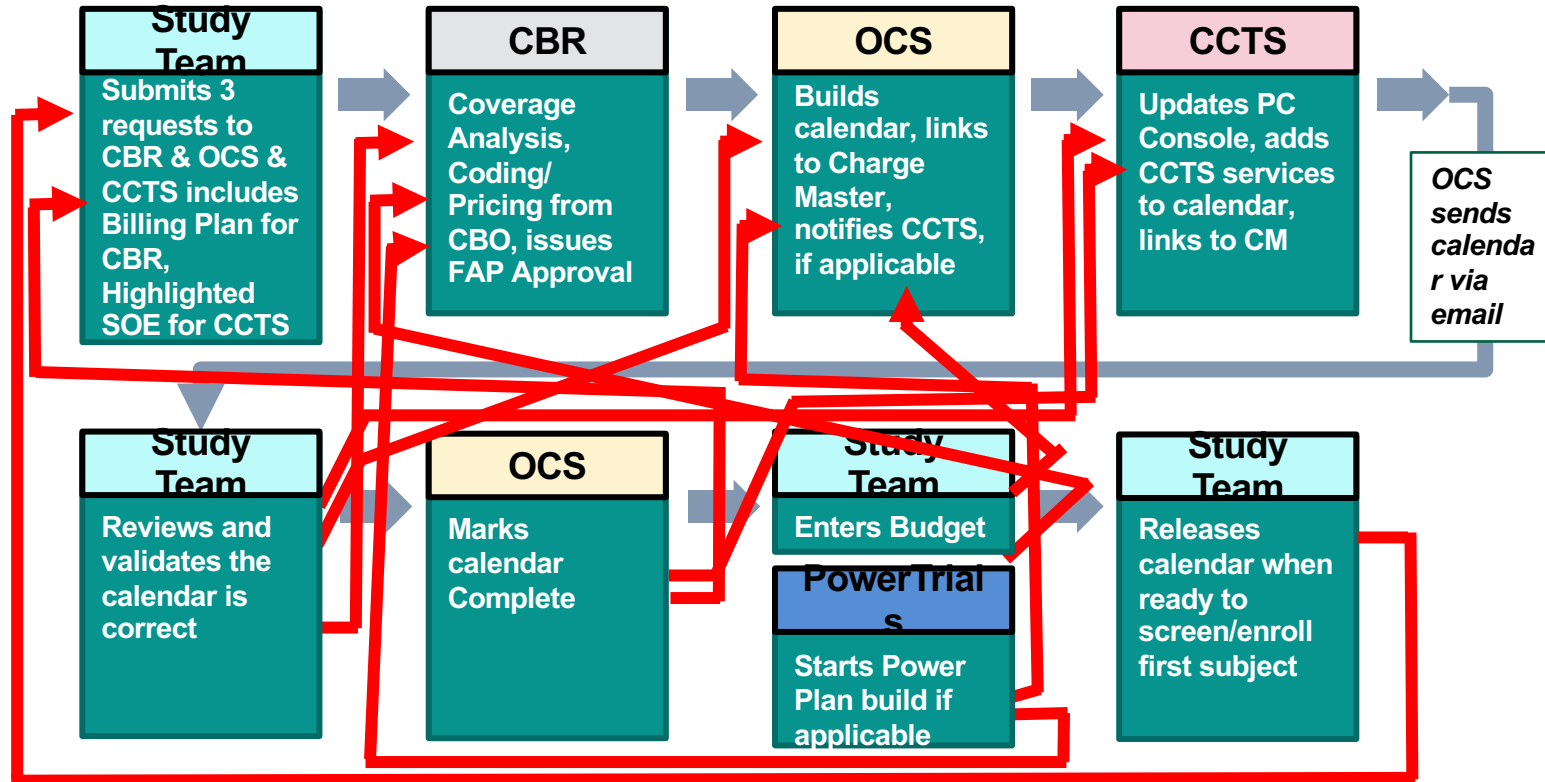 Study
Team
Submits 3
requests to
CBR & OCS &
CCTS includes
Billing Plan for
CBR,
Highlighted
SOE for CCTS
CBR
Coverage
Analysis,
Coding/
Pricing from
CBO, issues
FAP Approval
OCS
Builds
calendar, links
to Charge
Master,
notifies CCTS,
if applicable
CCTS
Updates PC
Console, adds
CCTS services
to calendar,
links to CM
OCS
sends
calenda
r via
email
Study
Team
Reviews and
validates the
calendar is
correct
OCS
Marks
calendar
Complete
Study
Team
Enters Budget
PowerTrial
s
Starts Power
Plan build if
applicable
Study
Team
Releases
calendar when
ready to
screen/enroll
first subject